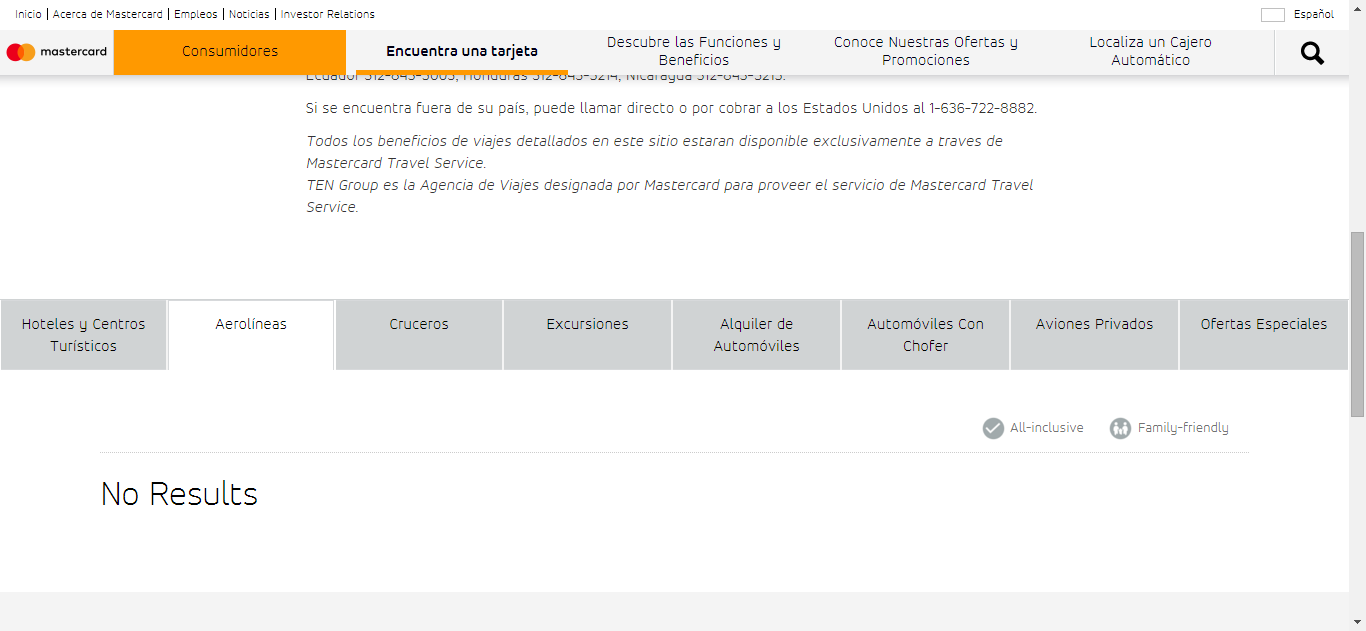 Inicio | Acerca de Mastercard | Empleos | Noticias | Investor Relations
Español
mastercard
Consumidores
Encuentra una tarjeta
Descubre las Funciones y
Beneficios
Conoce Nuestras Ofertas y
Promociones
Localiza un Cajero
Automático
Si se encuentra fuera de su país, puede llamar directo o por cobrar a los Estados Unidos al 1-636-722-8882.
Todos los beneficios de viajes detallados en este sitio estaran disponible exclusivamente a traves de
Mastercard Travel Service.
TEN Group es la Agencia de Viajes designada por Mastercard para proveer el servicio de Mastercard Travel
Service.
Hoteles y Centros
Turísticos
Aerolíneas
Cruceros
Excursiones
Alquiler de
Automóviles
Automóviles Con
Chofer
Aviones Privados
Ofertas Especiales
All-inclusive
Family-friendly
No Results